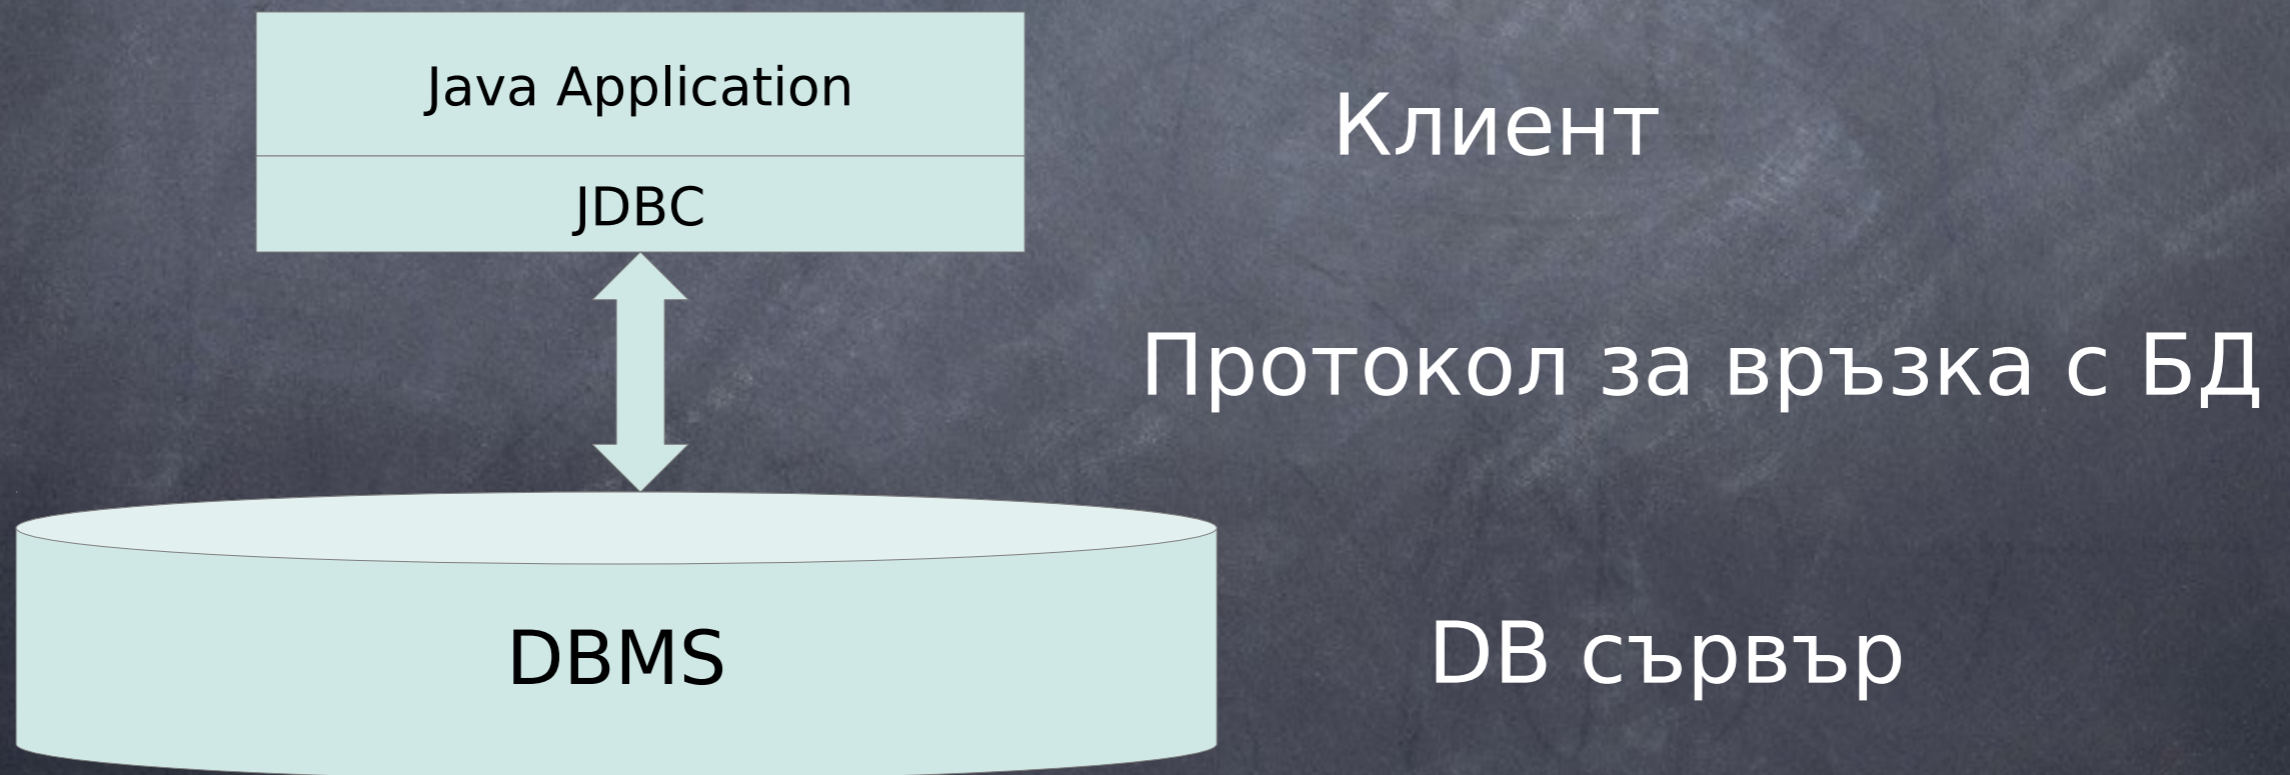 Java Application
Клиент
JDBC
Протокол за връзка с БД
DBMS
DB сървър